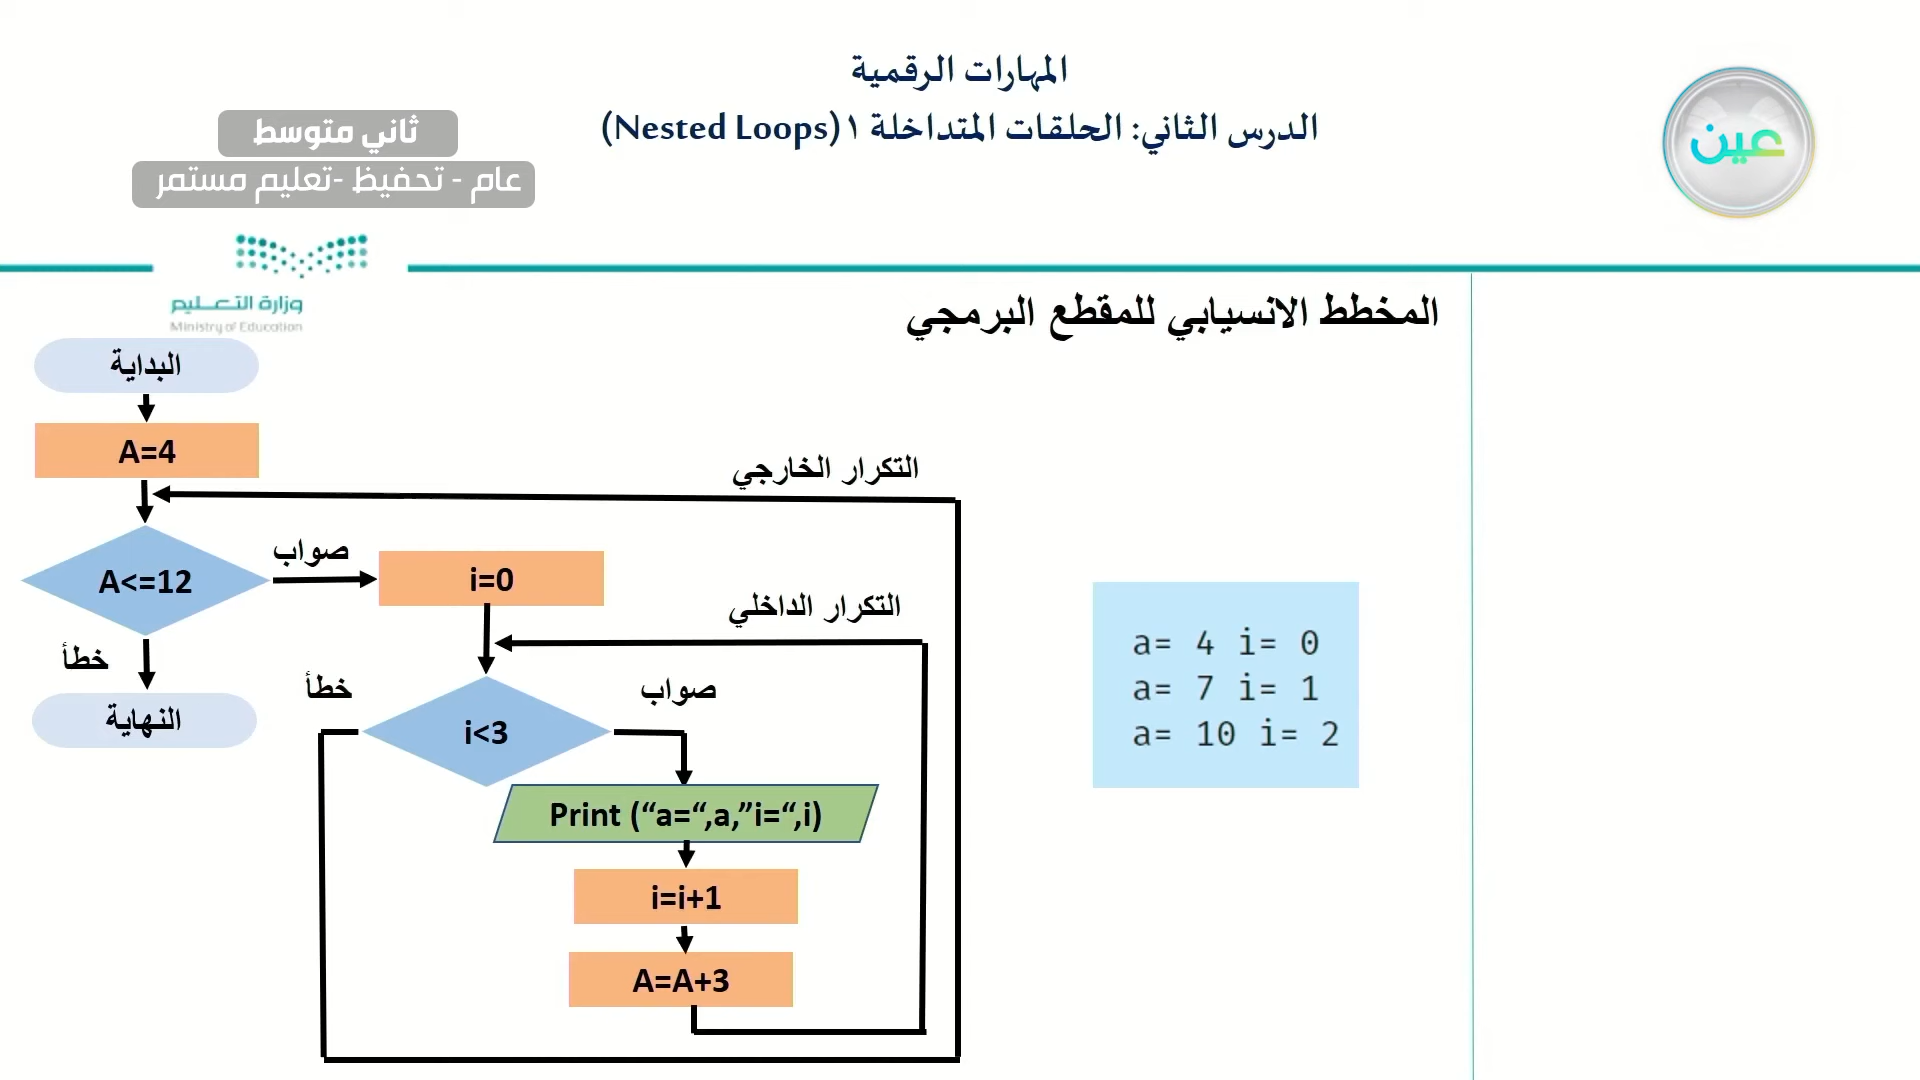 المهارات الرقمية
الدرس الثاني: الحلقات المتداخلة ١ (Nested Loops)
ثاني متوسط
عام - تحفيظ -تعليم مستمر
عين
وزارة التعليم
Ministry of Education
المخطط الانسيابي للمقطع البرمجي
البداية
A=4
التكرار الخارجي
A<=12
صواب
i=0
التكرار الداخلي
خطأ
النهاية
خطأ
i<3
صواب
Print (“a=“,a,”i=“,i)
i=i+1
A=A+3
a= 4 i= 0
a= 7 i= 1
a= 10 i= 2